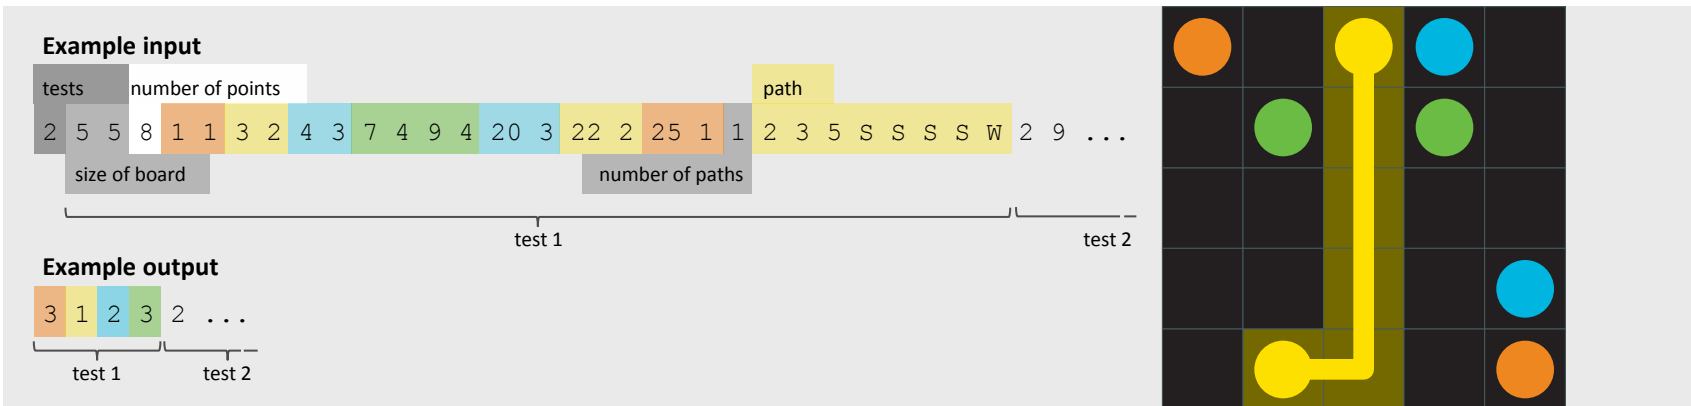 Example input
tests number of points path
2 5 5 8 1 1 3 2 4 3 7 4 9 4 20 3 22 2 25 1 1 2 3 5 S S S S W 2 9 ...
size of board number of paths
test 1 test 2
Example output
3 1 2 3 2 ...
test 1 test 2